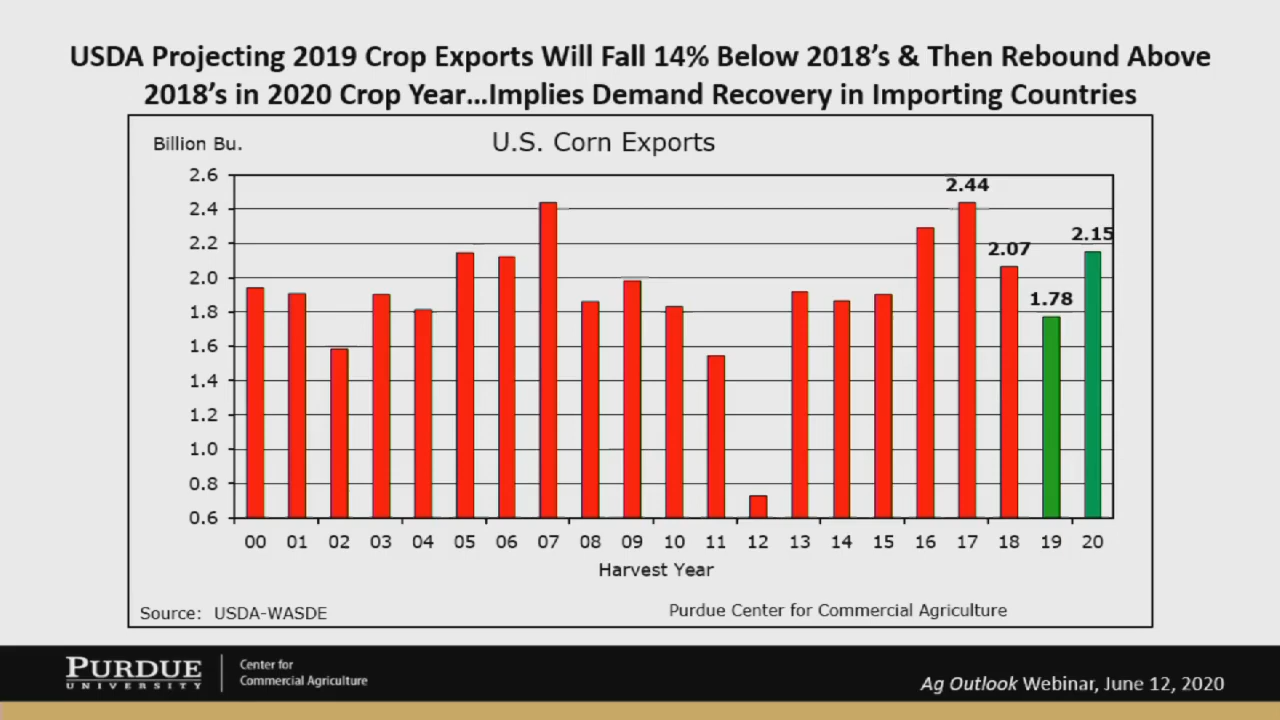 USDA Projecting 2019 Crop Exports Will Fall 14% Below 2018’s & Then Rebound Above
2018’s in 2020 Crop Year…Implies Demand Recovery in Importing Countries
Billion Bu.
U.S. Corn Exports
2.6
2.4
2.2
2.0
1.8
1.6
1.4
1.2
1.0
0.8
0.6
2.44
2.07
1.78
2.15
00 01 02 03 04 05 06 07 08 09 10 11 12 13 14 15 16 17 18 19 20
Harvest Year
Source: USDA-WASDE
Purdue Center for Commercial Agriculture
PURDUE
UNIVERSITY
Center for
Commercial Agriculture
Ag Outlook Webinar, June 12, 2020